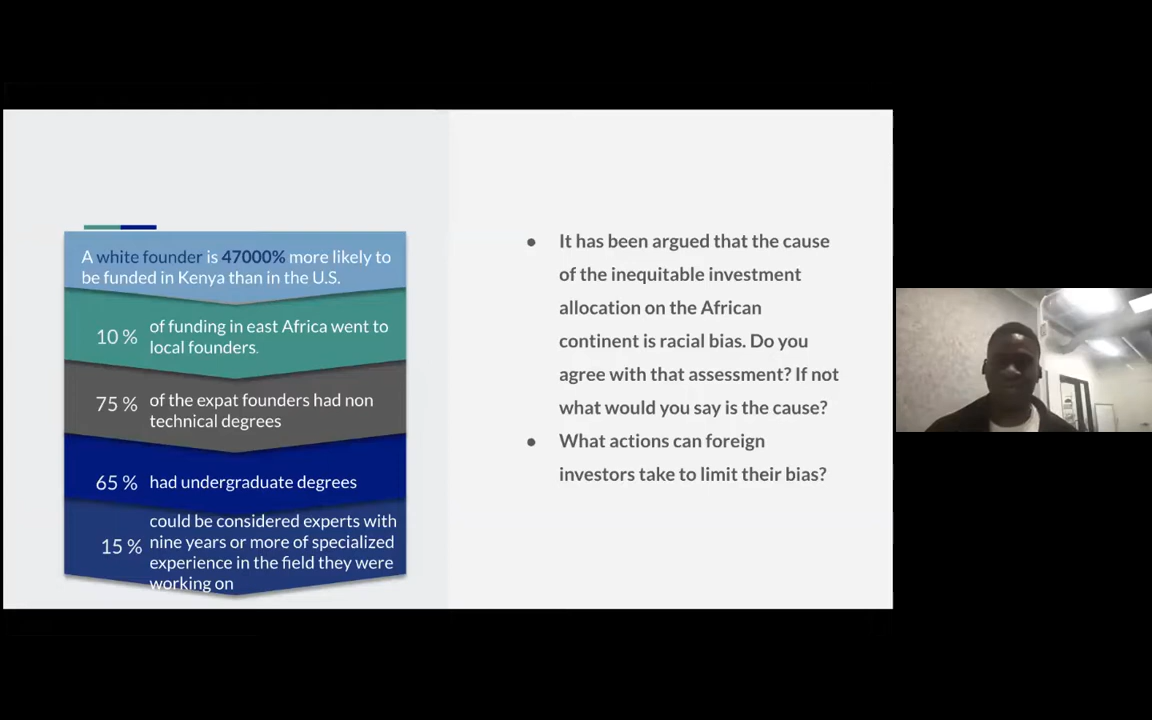 A white founder is 47000% more likely to
be funded in Kenya than in the U.S.
10 %
of funding in east Africa went to
local founders.
75 %
of the expat founders had non
technical degrees
65 % had undergraduate degrees
15 %
could be considered experts with
nine years or more of specialized
experience in the field they were
working on
● It has been argued that the cause
of the inequitable investment
allocation on the African
continent is racial bias. Do you
agree with that assessment? If not
what would you say is the cause?
● What actions can foreign
investors take to limit their bias?